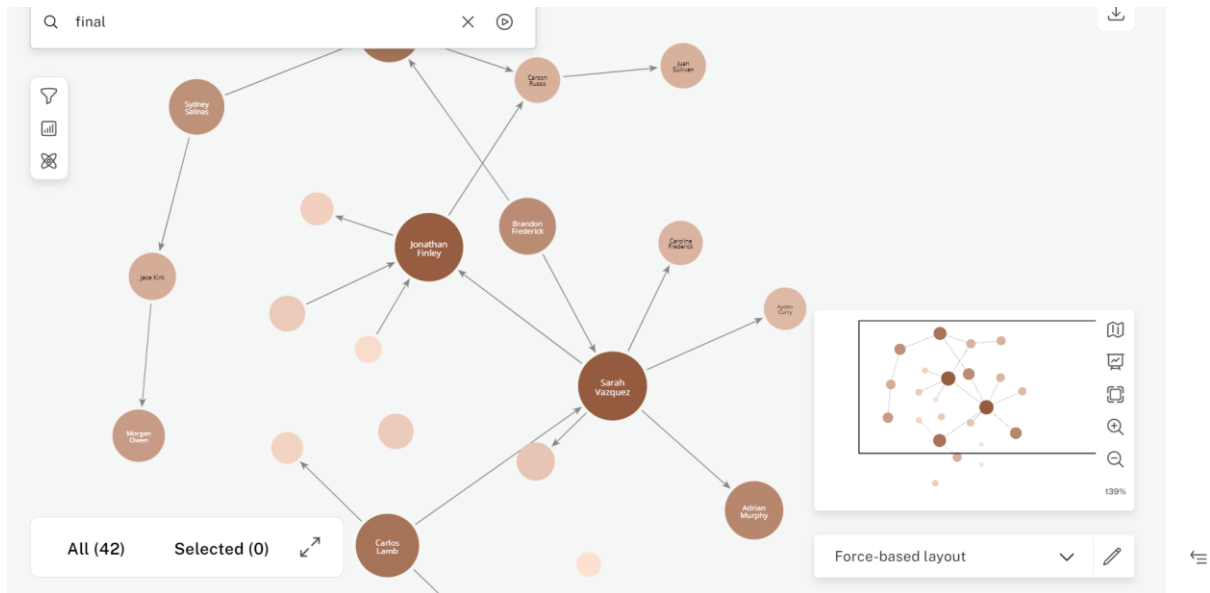 final
Carson
Russo
Juan
Sullivan
Sydney
Salinas
Brandon
Frederick
Jonathan
Finley
Caroline
Frederick
Jase Kirk
Ayden
Curry
Sarah
Vazquez
Morgan
Owen
139%
Adrian
Murphy
All (42) Selected (0)
Carlos
Lamb
Force-based layout